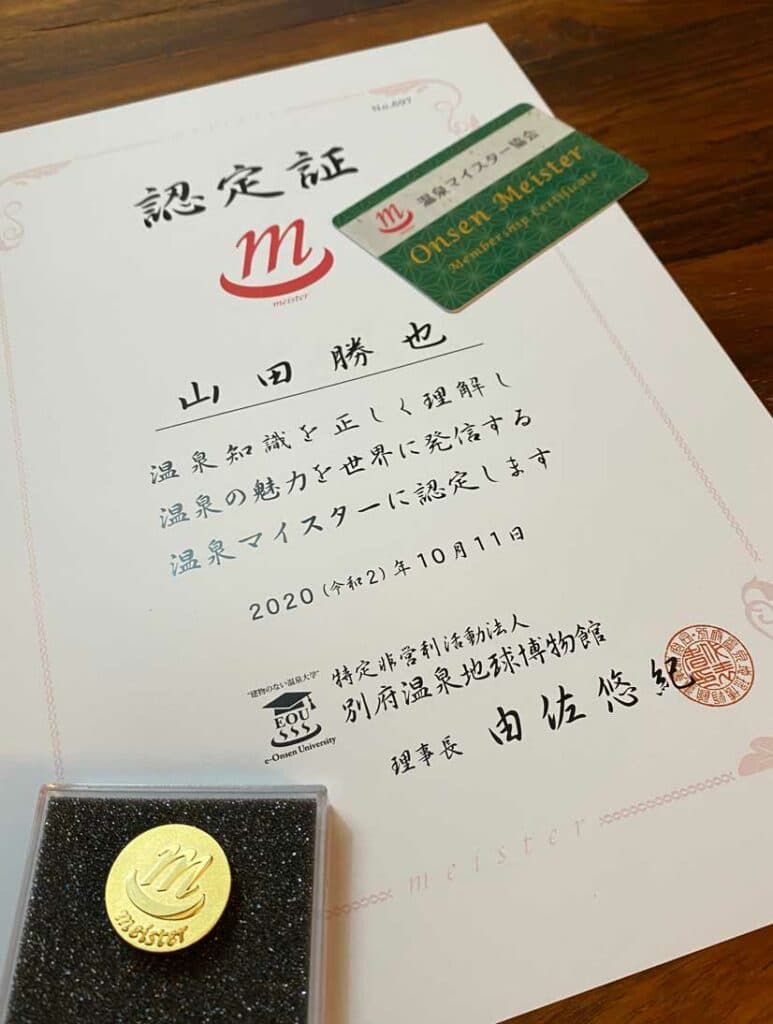 No.697
認定証
m
meister
温泉マイスター協会
Onsen Meister
Membership Certificate
山田勝也
温泉知識を正しく理解し
温泉の魅力を世界に発信する
温泉マイスターに認定します
2020(令和2)年10月11日
特定非営利活動法人
別府温泉地球博物館
理事長 由佐悠紀
"建物のない温泉大学"
EOU
e-Onsen University
meister
m
meister